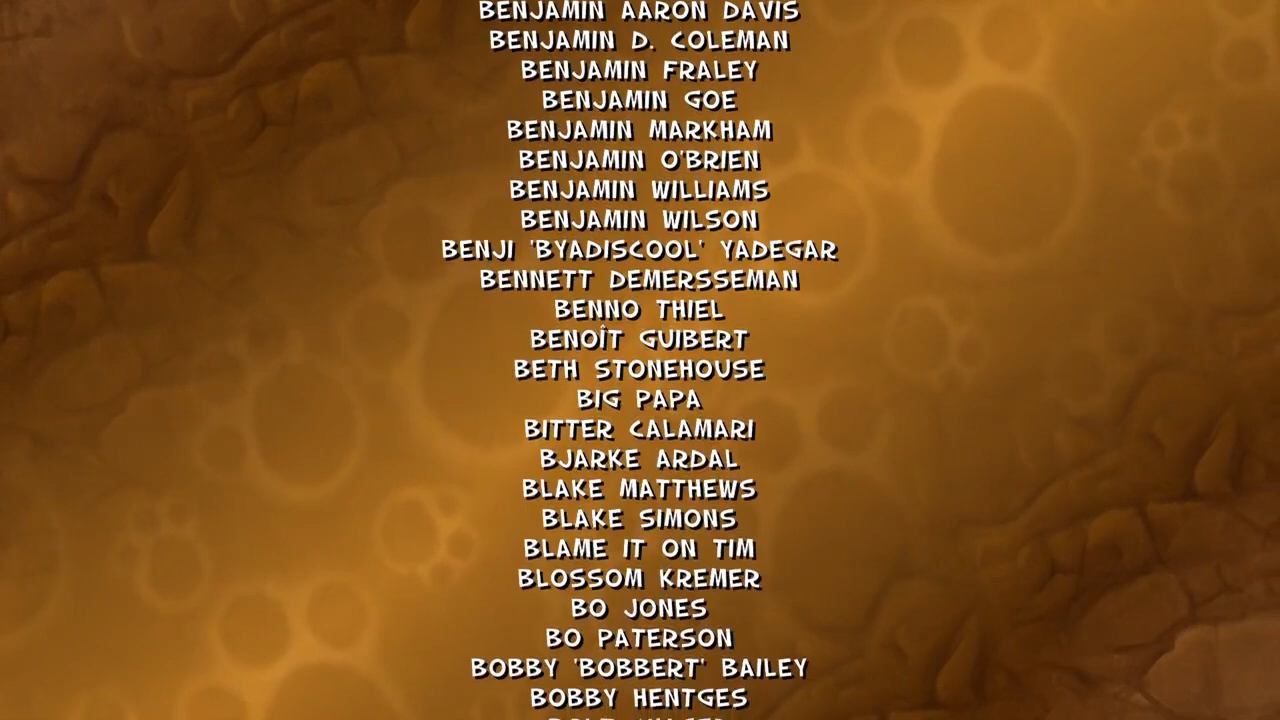 BENJAMIN AARON DAVIS
BENJAMIN D. COLEMAN
BENJAMIN FRALEY
BENJAMIN GOE
BENJAMIN MARKHAM
BENJAMIN O'BRIEN
BENJAMIN WILLIAMS
BENJAMIN WILSON
BENJI 'BYADISCOOL' YADEGAR
BENNETT DEMERSSEMAN
BENNO THIEL
BENOÎT GUIBERT
BETH STONEHOUSE
BIG PAPA
BITTER CALAMARI
BJARKE ARDAL
BLAKE MATTHEWS
BLAKE SIMONS
BLAME IT ON TIM
BLOSSOM KREMER
BO JONES
BO PATERSON
BOBBY 'BOBBERT' BAILEY
BOBBY HENTGES